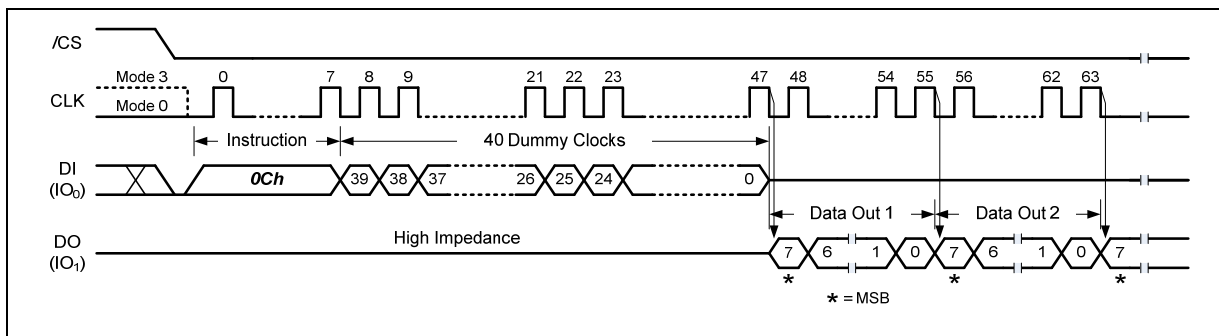 /CS
Mode 3 0 7 8 9 21 22 23 47 48 54 55 56 62 63
CLK Mode 0
Instruction 40 Dummy Clocks
DI
(IO0) 0Ch 39 38 37 26 25 24 0
Data Out 1 Data Out 2
DO High Impedance
(IO1) 7 6 1 0 7 6 1 0 7
* * *
* = MSB